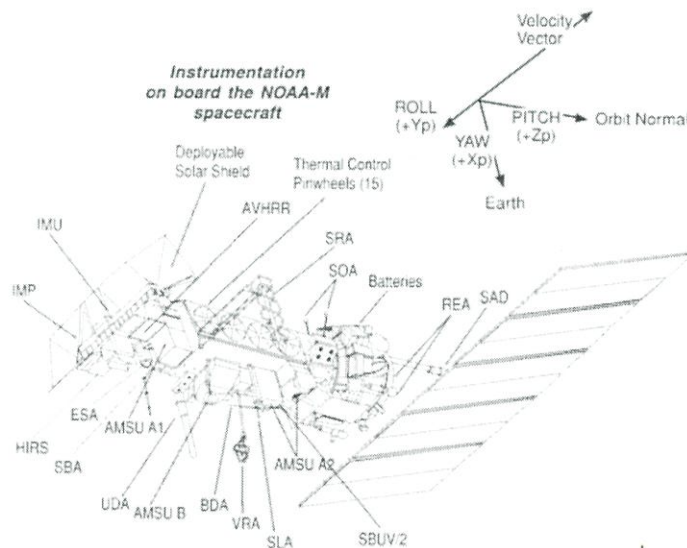 Velocity
Vector
Instrumentation
on board the NOAA-M
spacecraft
ROLL
(+Yp)
PITCH
(+Zp)
Orbit Normal
YAW
(+Xp)
Earth
Deployable
Solar Shield
Thermal Control
Pinwheels (15)
AVHRR
IMU
SRA
SOA
Batteries
IMP
REA
SAD
ESA
AMSU A1
HIRS
SBA
AMSU A2
UDA
AMSU B
BDA
VRA
SBUV/2
SLA